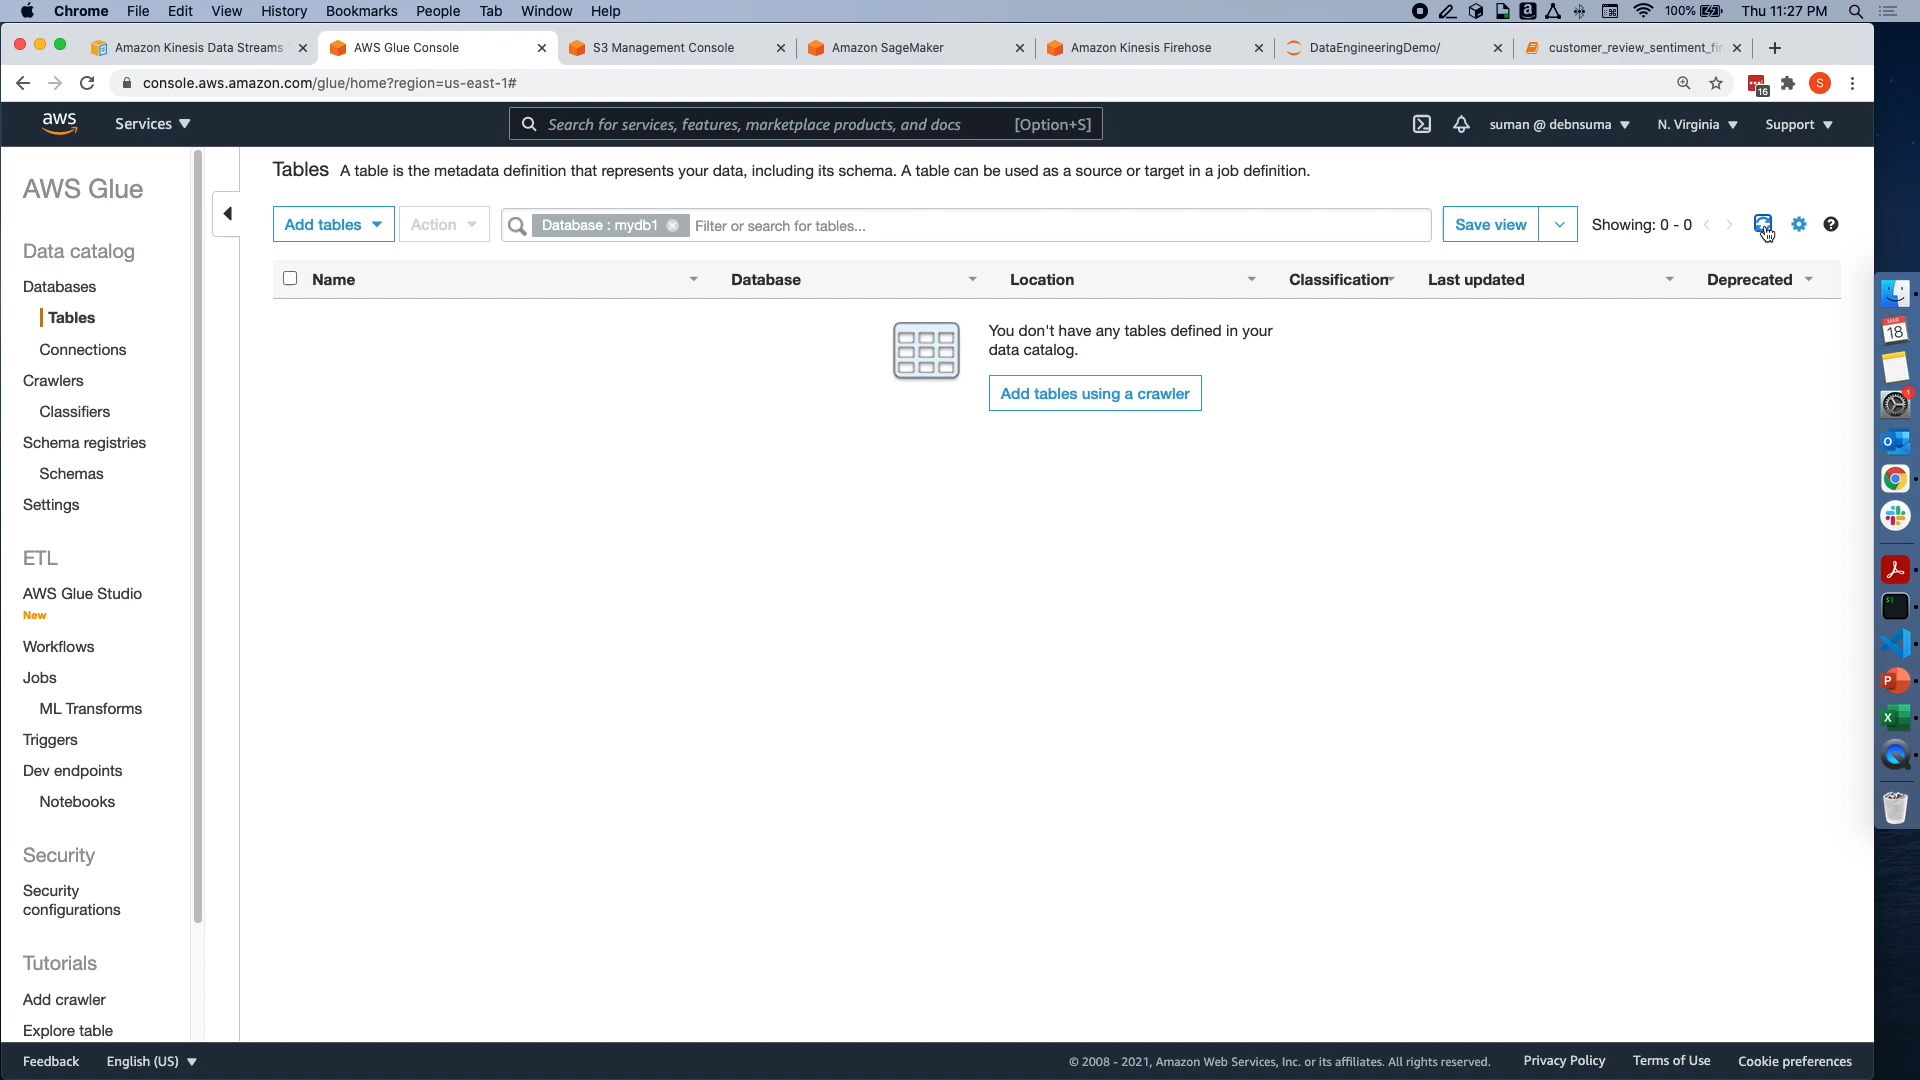 Chrome File Edit View History Bookmarks People Tab Window Help 100% Thu 11:27 PM
Amazon Kinesis Data Streams AWS Glue Console S3 Management Console Amazon SageMaker Amazon Kinesis Firehose DataEngineeringDemo/ customer_review_sentiment_fi
console.aws.amazon.com/glue/home?region=us-east-1# 16 S
aws Services Search for services, features, marketplace products, and docs [Option+S] suman @ debnsuma N. Virginia Support
AWS Glue
Data catalog
Databases
Tables
Connections
Crawlers
Classifiers
Schema registries
Schemas
Settings
ETL
AWS Glue Studio
New
Workflows
Jobs
ML Transforms
Triggers
Dev endpoints
Notebooks
Security
Security
configurations
Tutorials
Add crawler
Explore table
Tables A table is the metadata definition that represents your data, including its schema. A table can be used as a source or target in a job definition.
Add tables Action Database : mydb1 Filter or search for tables... Save view Showing: 0 - 0
Name Database Location Classification Last updated Deprecated
You don't have any tables defined in your
data catalog.
Add tables using a crawler
MAR
18
1
Feedback English (US) © 2008 - 2021, Amazon Web Services, Inc. or its affiliates. All rights reserved. Privacy Policy Terms of Use Cookie preferences